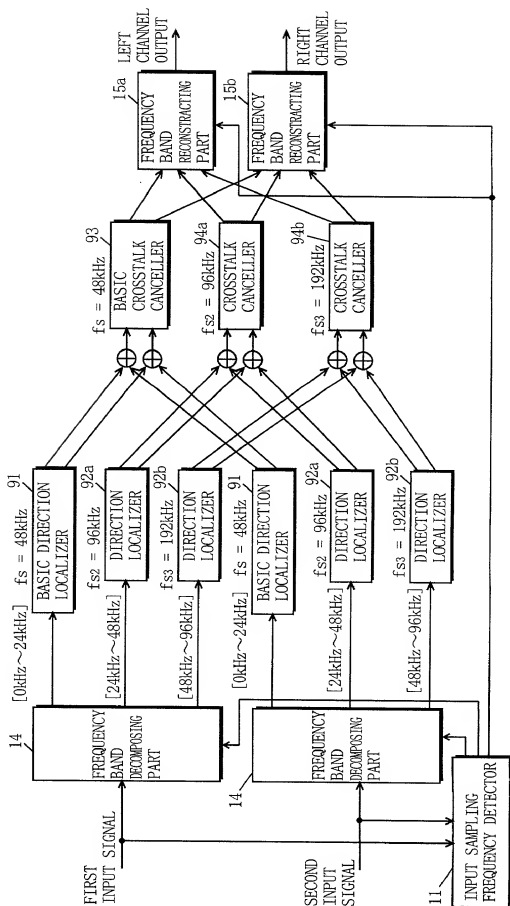 FIRST
INPUT SIGNAL
SECOND
INPUT
SIGNAL
11
INPUT SAMPLING
FREQUENCY DETECTOR
14
FREQUENCY
BAND
DECOMPOSING
PART
14
FREQUENCY
BAND
DECOMPOSING
PART
[0kHz~24kHz]
[24kHz~48kHz]
[48kHz~96kHz]
[0kHz~24kHz]
[24kHz~48kHz]
[48kHz~96kHz]
91
fs = 48kHz
BASIC DIRECTION
LOCALIZER
92a
fs2 = 96kHz
DIRECTION
LOCALIZER
92b
fs3 = 192kHz
DIRECTION
LOCALIZER
91
fs = 48kHz
BASIC DIRECTION
LOCALIZER
92a
fs2 = 96kHz
DIRECTION
LOCALIZER
92b
fs3 = 192kHz
DIRECTION
LOCALIZER
93
fs = 48kHz
BASIC
CROSSTALK
CANCELLER
94a
fs2 = 96kHz
CROSSTALK
CANCELLER
94b
fs3 = 192kHz
CROSSTALK
CANCELLER
15a
FREQUENCY
BAND
RECONSTRACTING
PART
15b
FREQUENCY
BAND
RECONSTRACTING
PART
LEFT
CHANNEL
OUTPUT
RIGHT
CHANNEL
OUTPUT